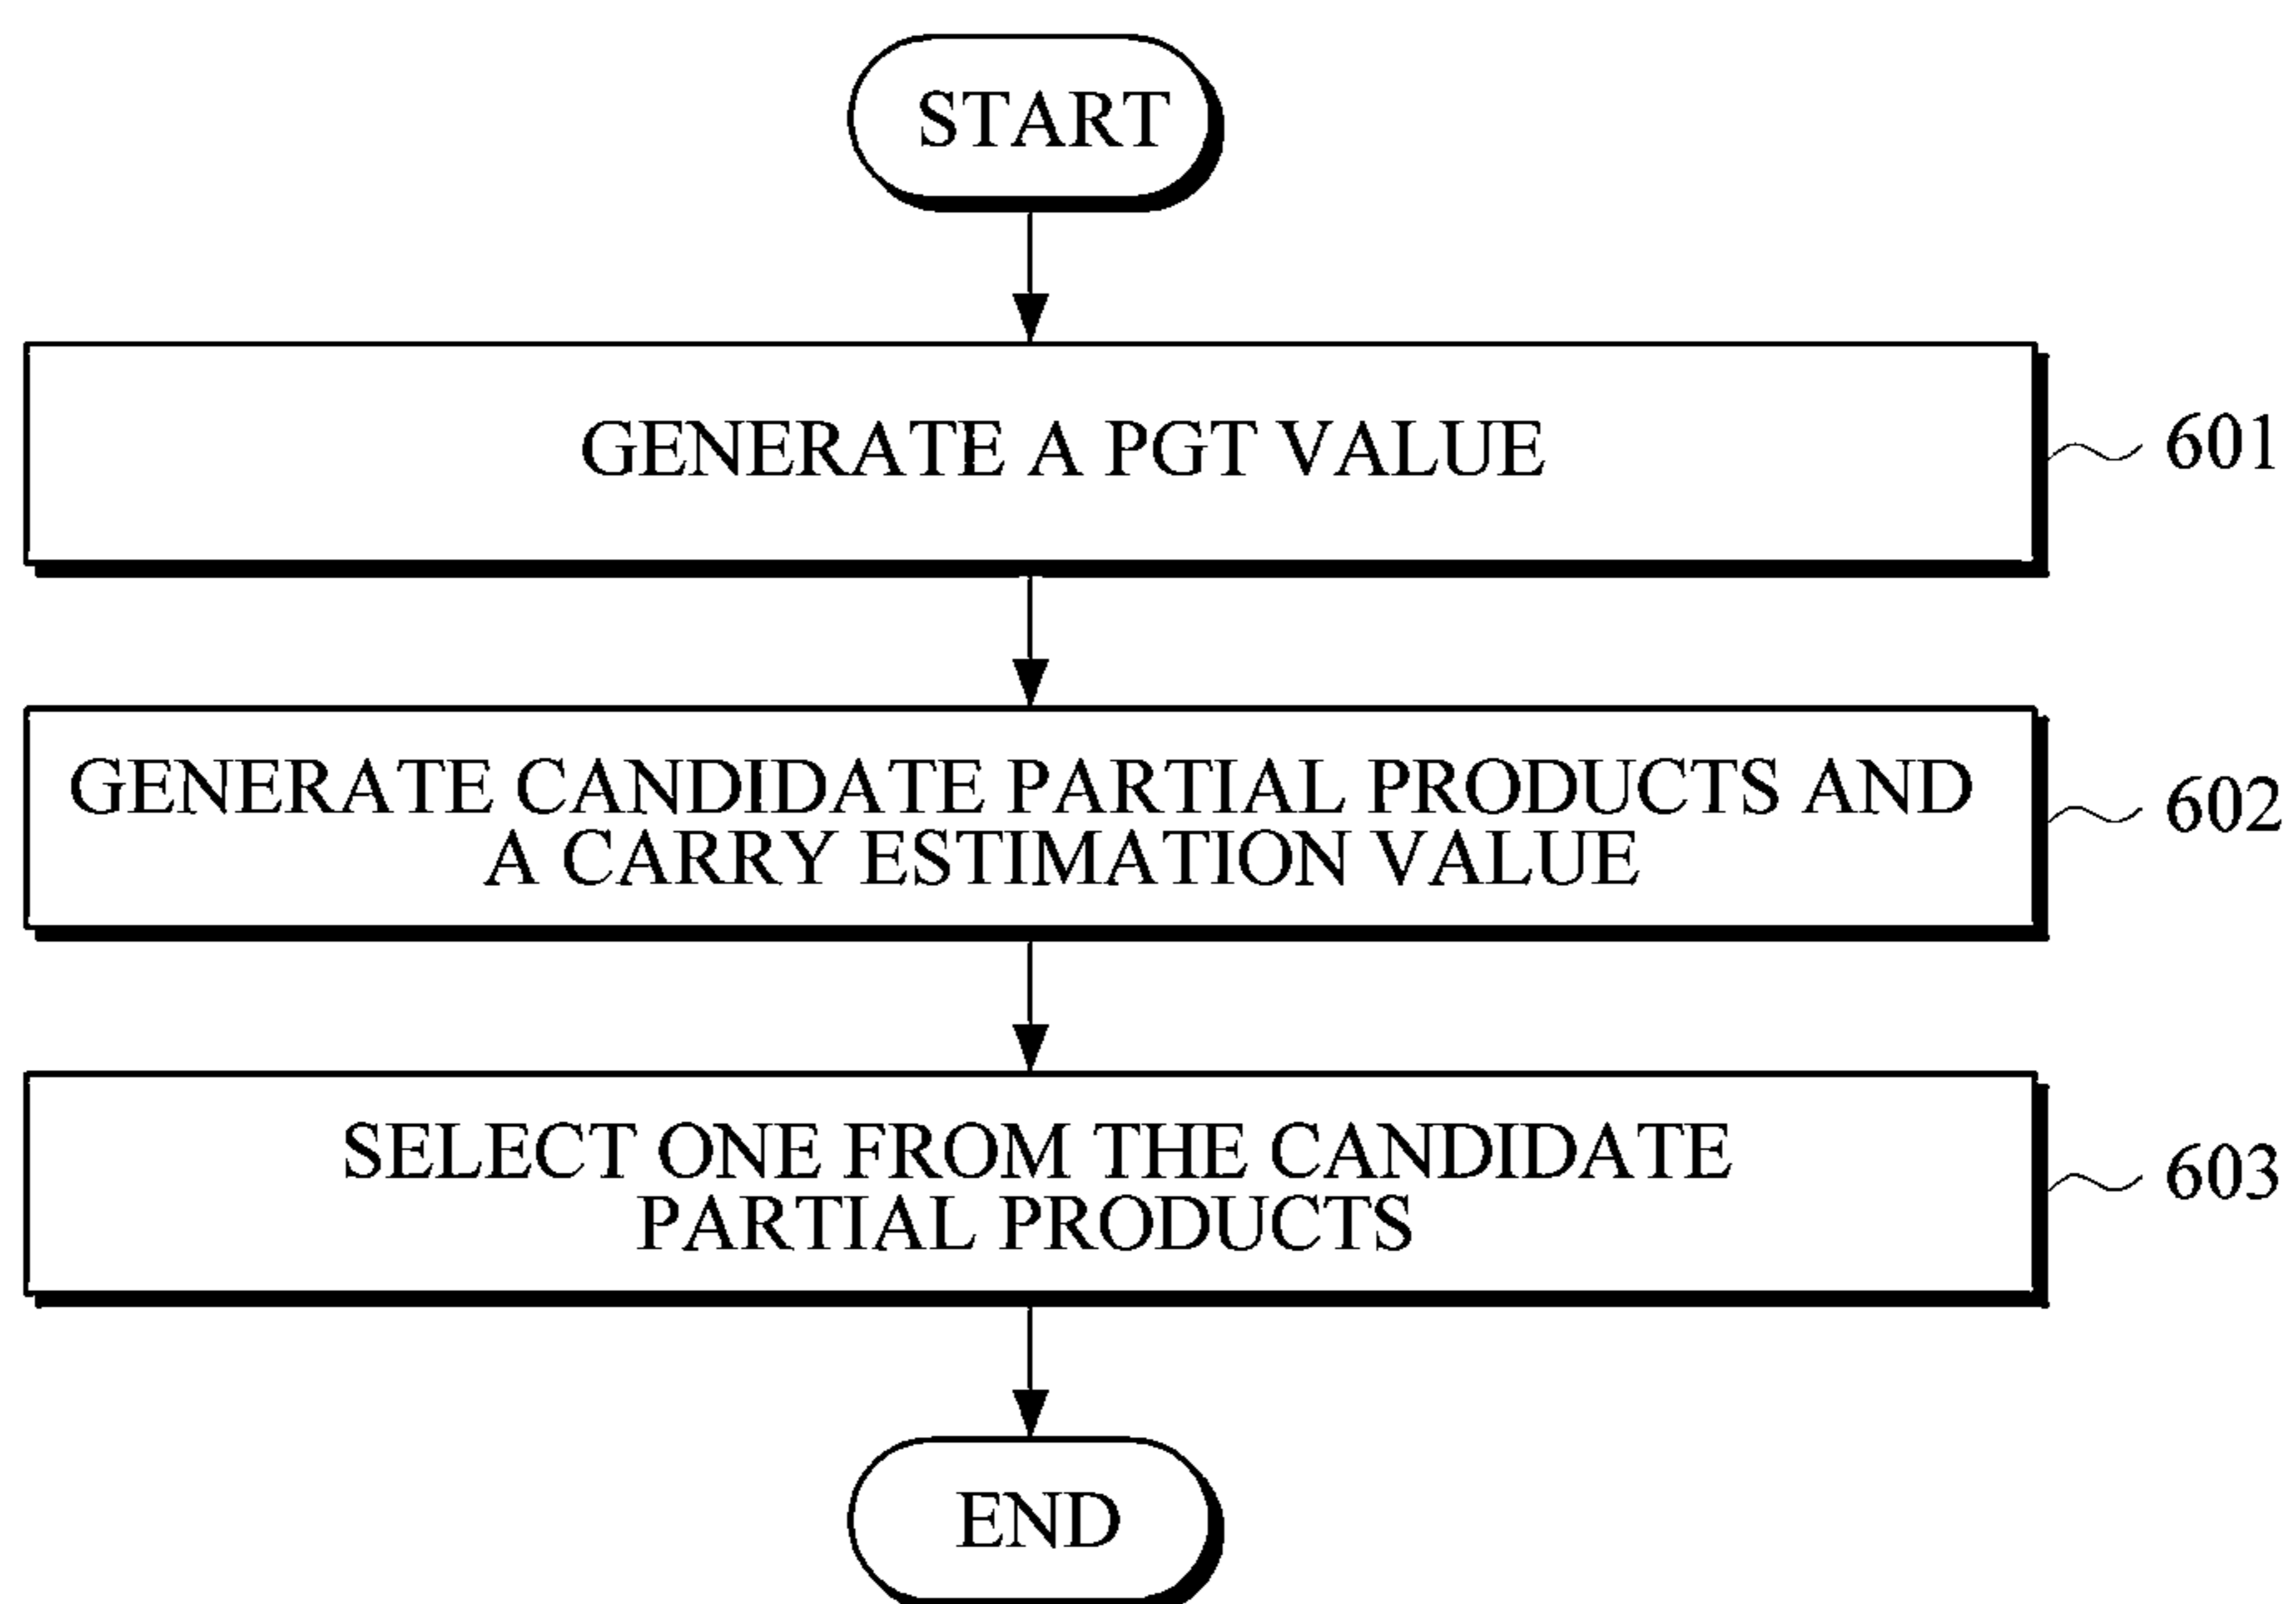 START
GENERATE A PGT VALUE
601
GENERATE CANDIDATE PARTIAL PRODUCTS AND
A CARRY ESTIMATION VALUE
602
SELECT ONE FROM THE CANDIDATE
PARTIAL PRODUCTS
603
END